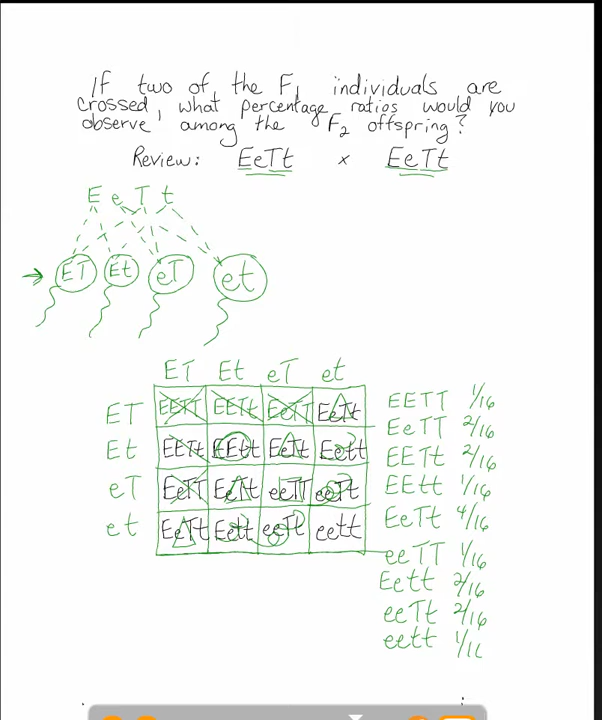 If two of the F₁ individuals are
crossed, what percentage ratios would you
observe among the F₂ offspring?
Review: EeTt x EeTt
E e T t
ET Et eT et
ET Et eT et
ET EETT EETt EeTT EeTt
Et EETt EEtt EeTt Eett
eT EeTT EeTt eeTT eeTt
et EeTt Eett eeTt eett
EETT 1/16
EeTT 2/16
EETt 2/16
EEtt 1/16
EeTt 4/16
eeTT 1/16
Eett 2/16
eeTt 2/16
eett